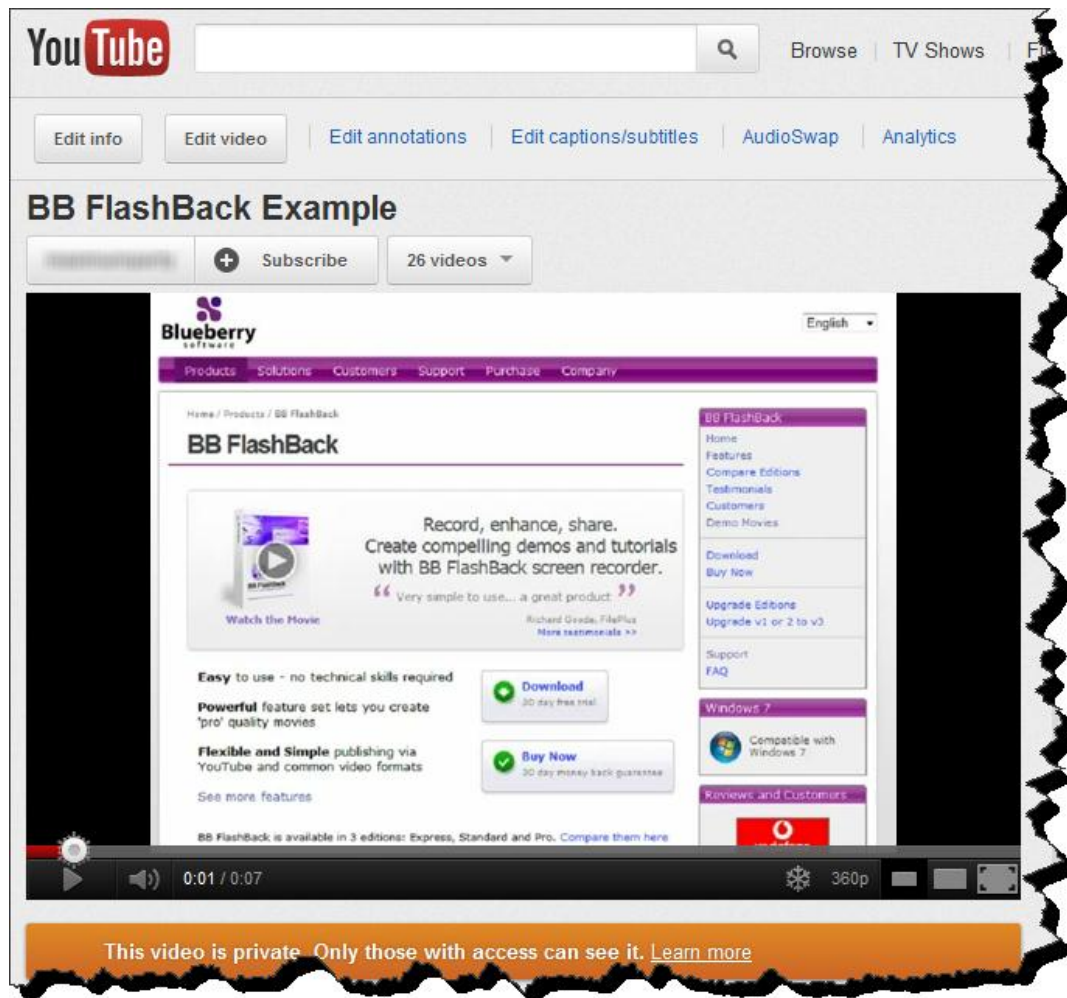 YouTube
Browse | TV Shows |
Edit info Edit video | Edit annotations | Edit captions/subtitles | AudioSwap | Analytics
BB FlashBack Example
Subscribe 26 videos
Blueberry
software
English
Products Solutions Customers Support Purchase Company
Home / Products / BB FlashBack
BB FlashBack
Record, enhance, share.
Create compelling demos and tutorials
with BB FlashBack screen recorder.
“ Very simple to use... a great product ”
Watch the Movie
Richard Goode, FilePlus
More testimonials >>
Easy to use - no technical skills required
Powerful feature set lets you create
'pro' quality movies
Flexible and Simple publishing via
YouTube and common video formats
See more features
Download
30 day free trial
Buy Now
30 day money back guarantee
BB FlashBack is available in 3 editions: Express, Standard and Pro. Compare them here
BB FlashBack
Home
Features
Compare Editions
Testimonials
Customers
Demo Movies
Download
Buy Now
Upgrade Editions
Upgrade v1 or 2 to v3
Support
FAQ
Windows 7
Compatible with
Windows 7
Reviews and Customers
vodafone
0:01 / 0:07 360p
This video is private. Only those with access can see it. Learn more